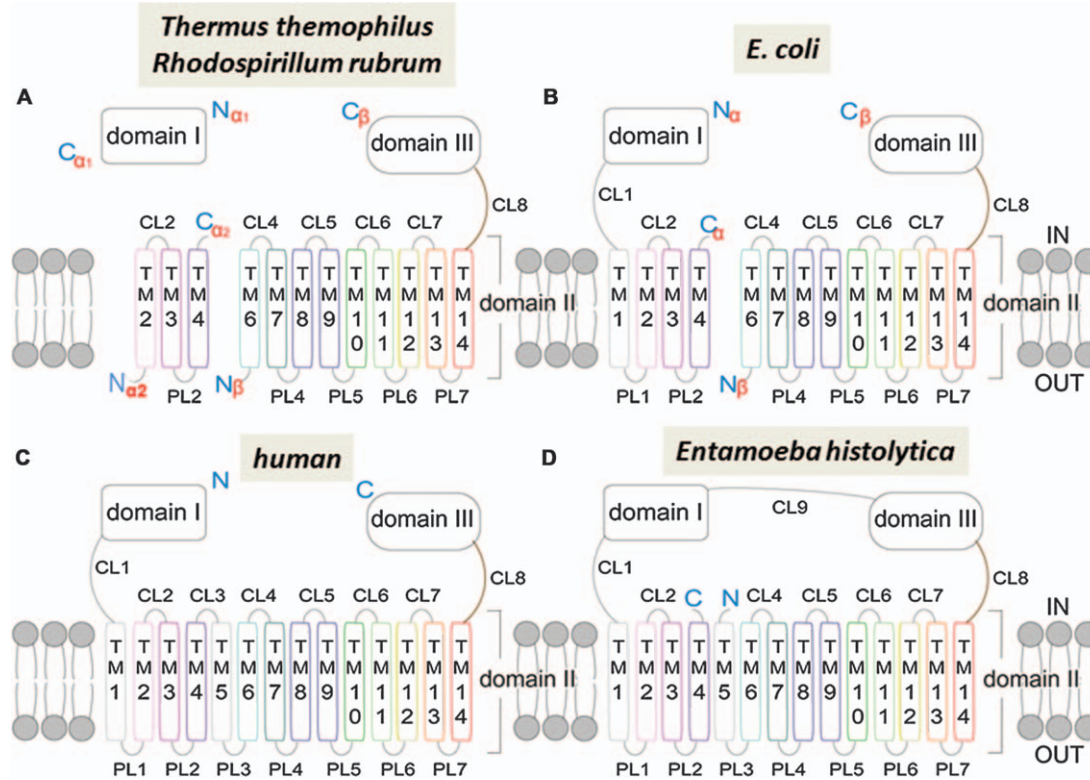 Thermus themophilus
Rhodospirillum rubrum
E. coli
A
B
domain I
Nα1
Cα1
Cβ
domain III
CL8
CL2
Cα2
CL4
CL5
CL6
CL7
TM2
TM3
TM4
TM6
TM7
TM8
TM9
TM10
TM11
TM12
TM13
TM14
domain II
Nα2
PL2
Nβ
PL4
PL5
PL6
PL7
domain I
Nα
Cβ
domain III
CL1
CL8
CL2
Cα
CL4
CL5
CL6
CL7
IN
TM1
TM2
TM3
TM4
TM6
TM7
TM8
TM9
TM10
TM11
TM12
TM13
TM14
domain II
OUT
PL1
PL2
Nβ
PL4
PL5
PL6
PL7
C
human
D
Entamoeba histolytica
domain I
N
C
domain III
CL1
CL8
CL2
CL3
CL4
CL5
CL6
CL7
TM1
TM2
TM3
TM4
TM5
TM6
TM7
TM8
TM9
TM10
TM11
TM12
TM13
TM14
domain II
PL1
PL2
PL3
PL4
PL5
PL6
PL7
domain I
CL9
domain III
CL1
CL8
CL2
C
N
CL4
CL5
CL6
CL7
IN
TM1
TM2
TM3
TM4
TM5
TM6
TM7
TM8
TM9
TM10
TM11
TM12
TM13
TM14
domain II
OUT
PL1
PL2
PL3
PL4
PL5
PL6
PL7